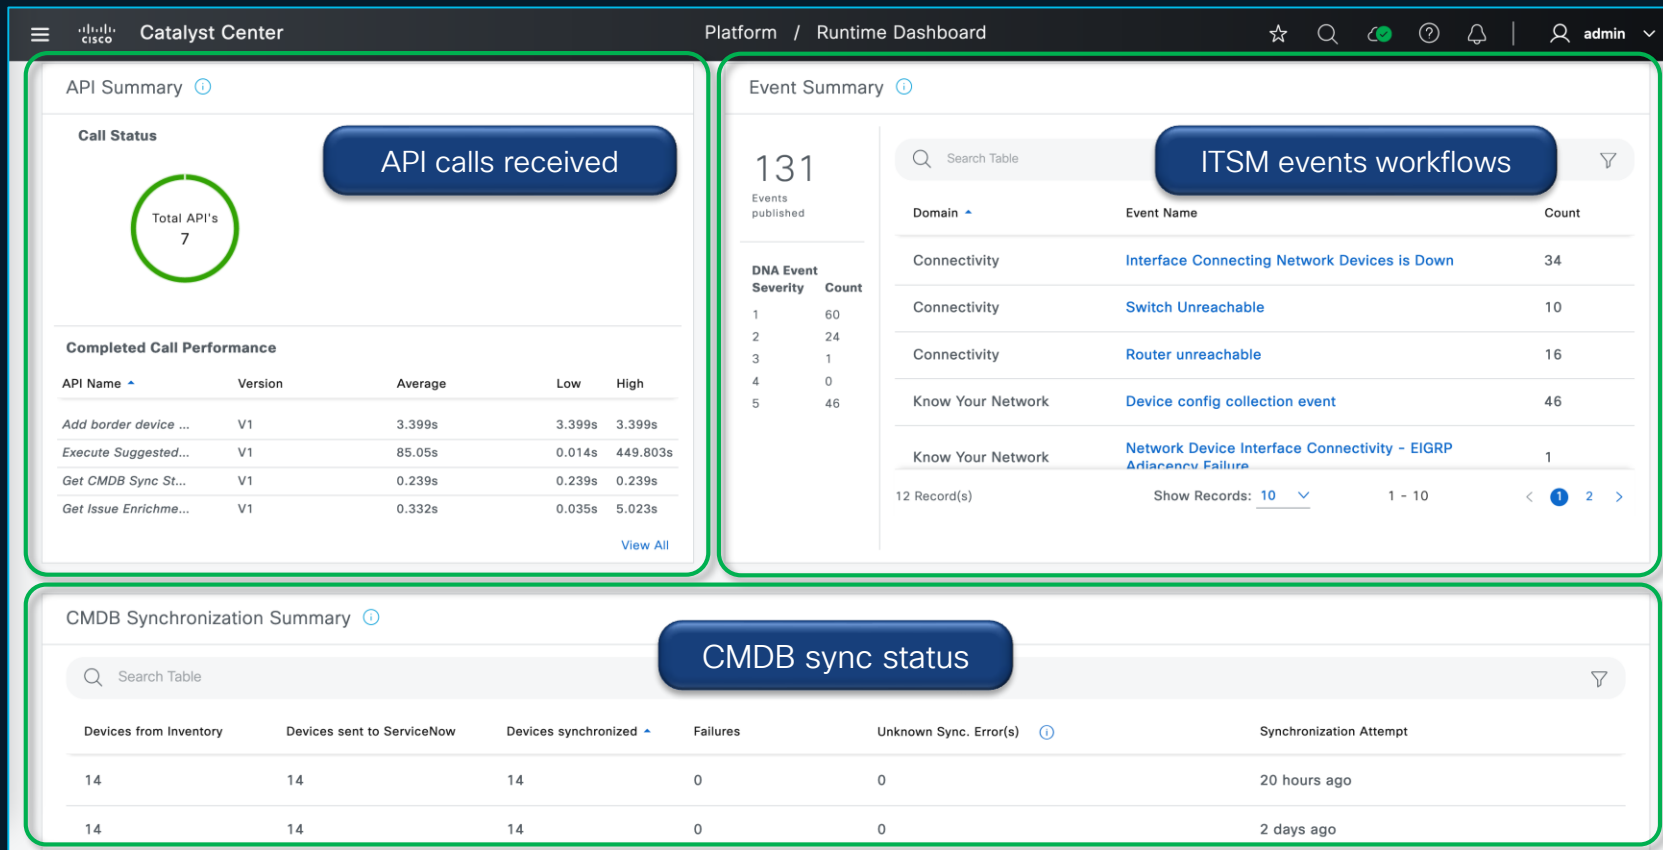 CISCO Catalyst Center
Platform / Runtime Dashboard
admin
API Summary
API calls received
Call Status
Total API's
7
Completed Call Performance
API Name Version Average Low High
Add border device ... V1 3.399s 3.399s 3.399s
Execute Suggested... V1 85.05s 0.014s 449.803s
Get CMDB Sync St... V1 0.239s 0.239s 0.239s
Get Issue Enrichme... V1 0.332s 0.035s 5.023s
View All
Event Summary
ITSM events workflows
131
Events
published
DNA Event
Severity Count
1 60
2 24
3 1
4 0
5 46
Search Table
Domain Event Name Count
Connectivity Interface Connecting Network Devices is Down 34
Connectivity Switch Unreachable 10
Connectivity Router unreachable 16
Know Your Network Device config collection event 46
Know Your Network Network Device Interface Connectivity - EIGRP 1
Adjacency Failure
12 Record(s) Show Records: 10 1 - 10 < 1 2 >
CMDB Synchronization Summary
CMDB sync status
Search Table
Devices from Inventory Devices sent to ServiceNow Devices synchronized Failures Unknown Sync. Error(s) Synchronization Attempt
14 14 14 0 0 20 hours ago
14 14 14 0 0 2 days ago